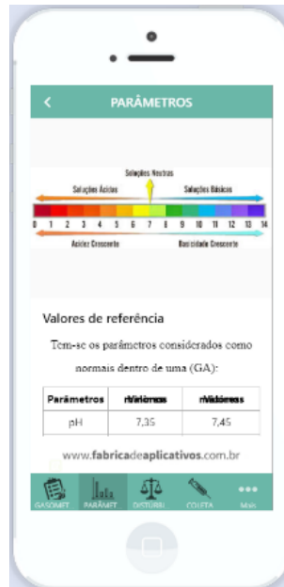 PARÂMETROS
Soluções Neutras
Soluções Ácidas Soluções Básicas
0 1 2 3 4 5 6 7 8 9 10 11 12 13 14
Acidez Crescente Basicidade Crescente
Valores de referência
Tem-se os parâmetros considerados como
normais dentro de uma (GA):
Parâmetros
pH 7,35 7,45
www.fabricadeaplicativos.com.br
GASOMET PARÂMET DISTÚRBI COLETA Mais